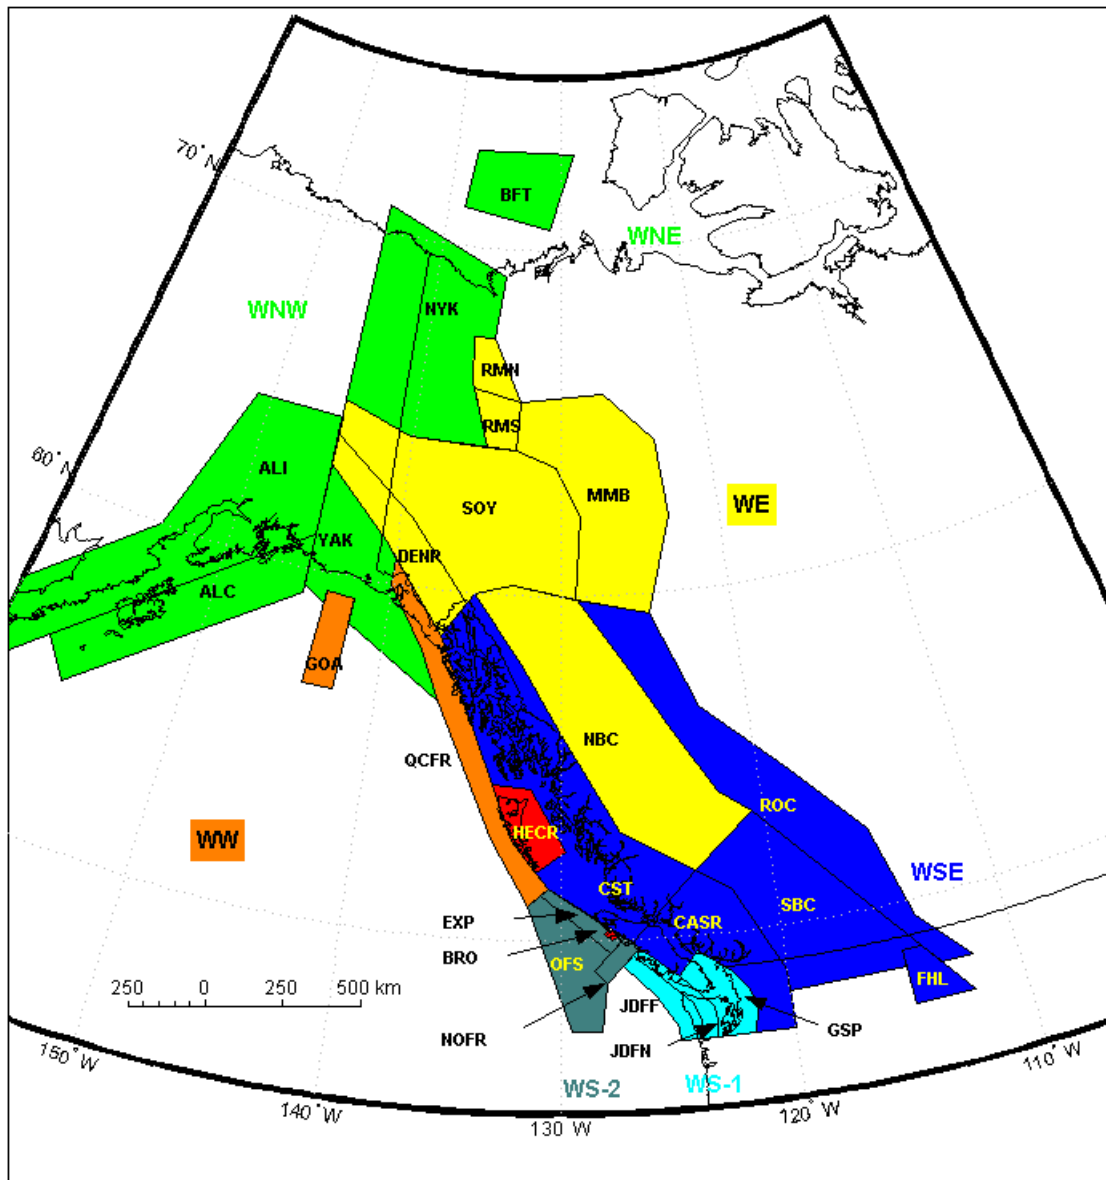 70° N
BFT
WNE
WNW
NYK
RMN
RMS
60° N
ALI
MMB
WE
SOY
YAK
DENR
ALC
GOA
NBC
QCFR
ROC
HECR
WW
WSE
CST
SBC
EXP
CASR
BRO
OFS
FHL
250 0 250 500 km
JDFF
GSP
NOFR
JDFN
150° W
110° W
WS-2
WS-1
140° W
120° W
130° W